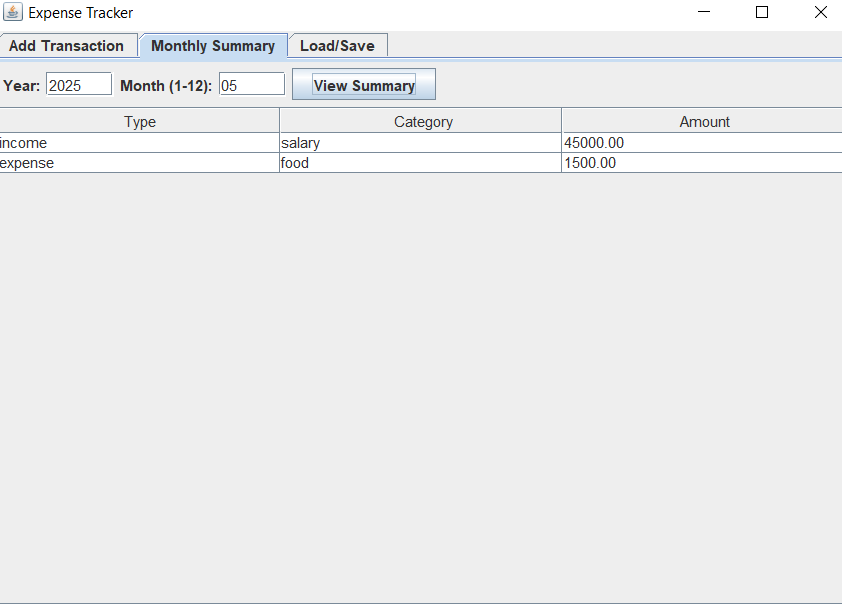 Expense Tracker
Add Transaction Monthly Summary Load/Save
Year: 2025 Month (1-12): 05 View Summary
Type Category Amount
income salary 45000.00
expense food 1500.00